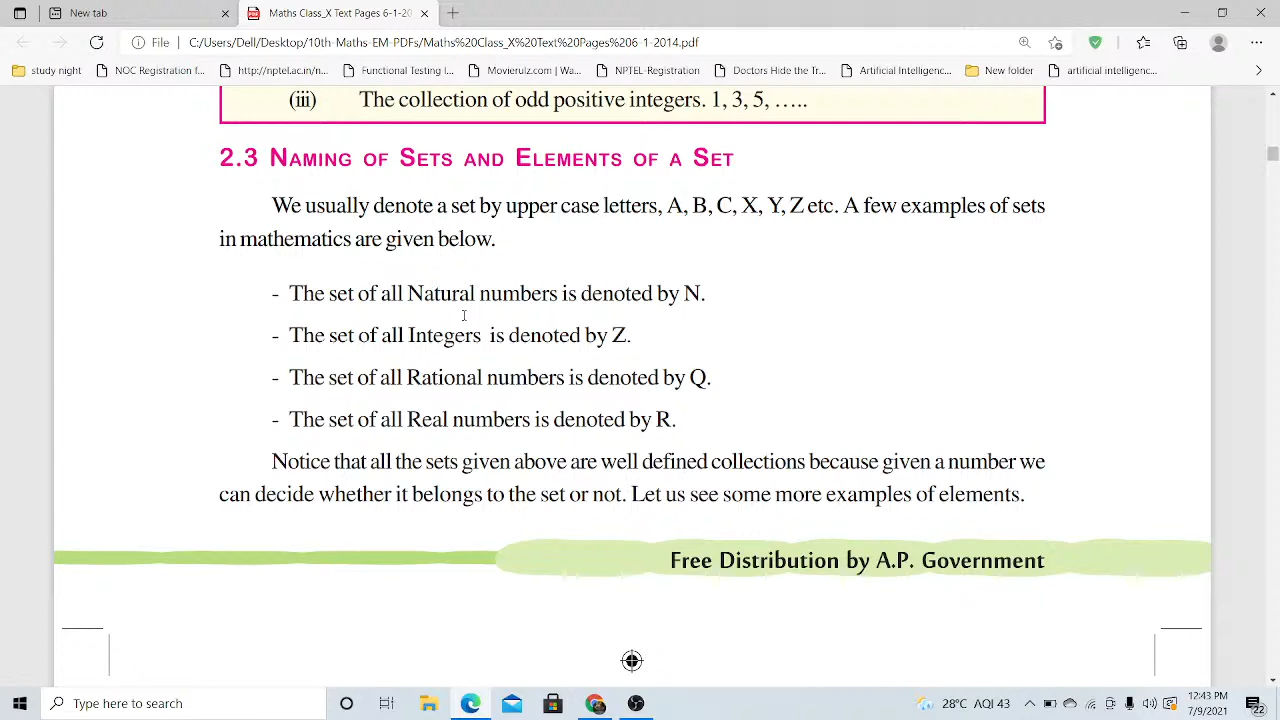 New tab
Maths Class_X Text Pages 6-1-20
File C:/Users/Dell/Desktop/10th-Maths EM-PDFs/Maths%20Class_X%20Text%20Pages%206-1-2014.pdf
study night NOC Registration f... http://nptel.ac.in/n... Functional Testing I... Movierulz.com | Wa... NPTEL-Registration Doctors Hide the Tr... Artificial Intelligenc... New folder artificial intelligenc...
(iii) The collection of odd positive integers. 1, 3, 5, …..
2.3 NAMING OF SETS AND ELEMENTS OF A SET
We usually denote a set by upper case letters, A, B, C, X, Y, Z etc. A few examples of sets
in mathematics are given below.
- The set of all Natural numbers is denoted by N.
- The set of all Integers is denoted by Z.
- The set of all Rational numbers is denoted by Q.
- The set of all Real numbers is denoted by R.
Notice that all the sets given above are well defined collections because given a number we
can decide whether it belongs to the set or not. Let us see some more examples of elements.
Free Distribution by A.P. Government
Type here to search
28°C AQI 43
12:43 PM
7/9/2021
22